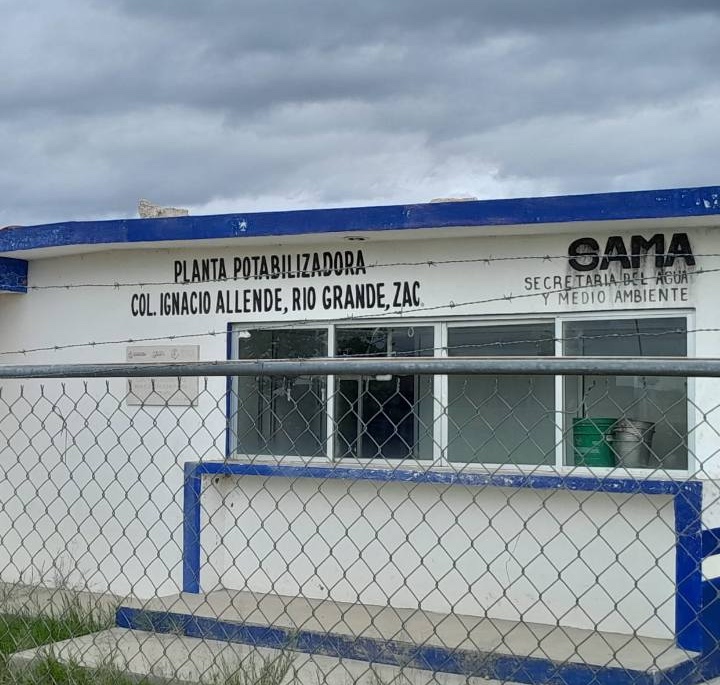 PLANTA POTABILIZADORA
COL. IGNACIO ALLENDE, RIO GRANDE, ZAC.
SAMA
SECRETARIA DEL AGUA
Y MEDIO AMBIENTE